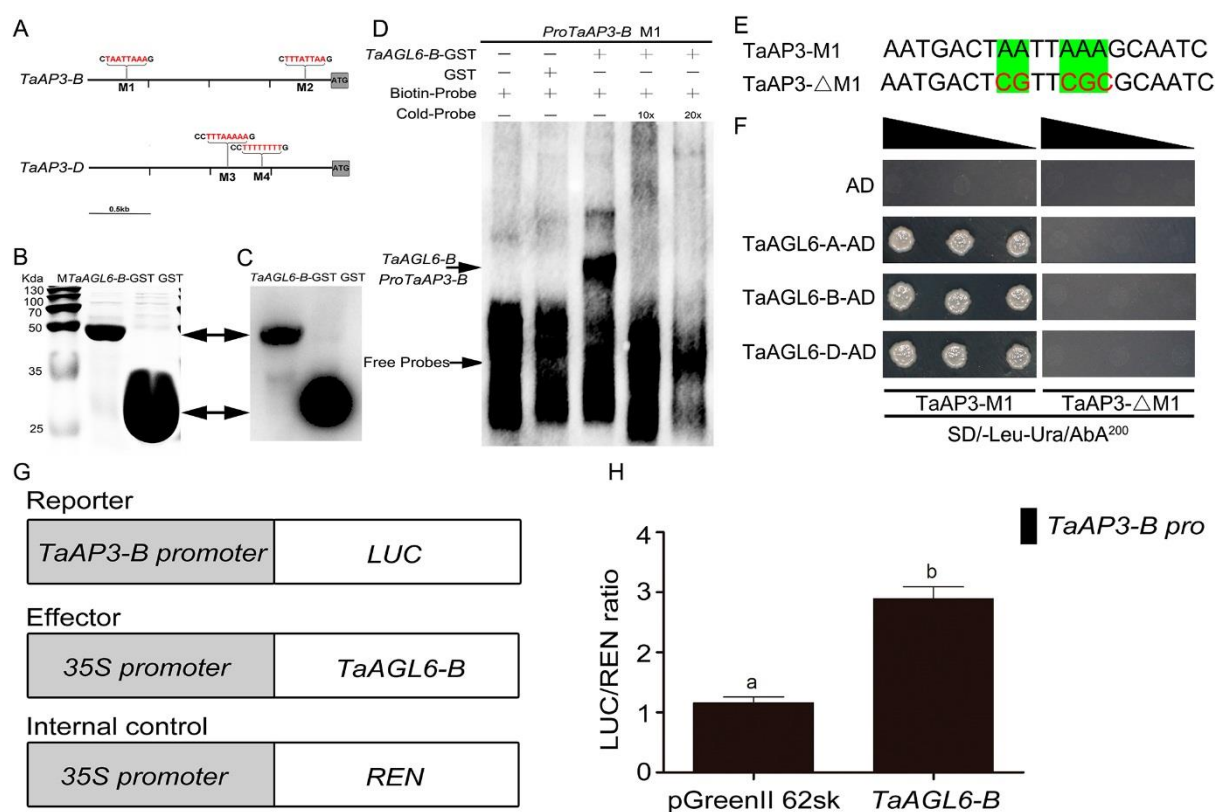 A
CTAATTAAAG
CTTTATTAAG
TaAP3-B
M1
M2
ATG
CCTTTAAAAAG
CCTTTTTTTTG
TaAP3-D
M3
M4
ATG
0.5kb
B
Kda
M TaAGL6-B-GST GST
130
100
70
50
35
25
C
TaAGL6-B-GST GST
D
ProTaAP3-B M1
TaAGL6-B-GST – – + + +
GST – + – – –
Biotin-Probe + + + + +
Cold-Probe – – – 10x 20x
TaAGL6-B
ProTaAP3-B
Free Probes
E
TaAP3-M1 AATGACTAATTAAAGCAATC
TaAP3-△M1 AATGACTCGTTCGCGCAATC
F
AD
TaAGL6-A-AD
TaAGL6-B-AD
TaAGL6-D-AD
TaAP3-M1
TaAP3-△M1
SD/-Leu-Ura/AbA²⁰⁰
G
Reporter
TaAP3-B promoter LUC
Effector
35S promoter TaAGL6-B
Internal control
35S promoter REN
H
TaAP3-B pro
LUC/REN ratio
4
3
2
1
0
a
b
pGreenII 62sk
TaAGL6-B